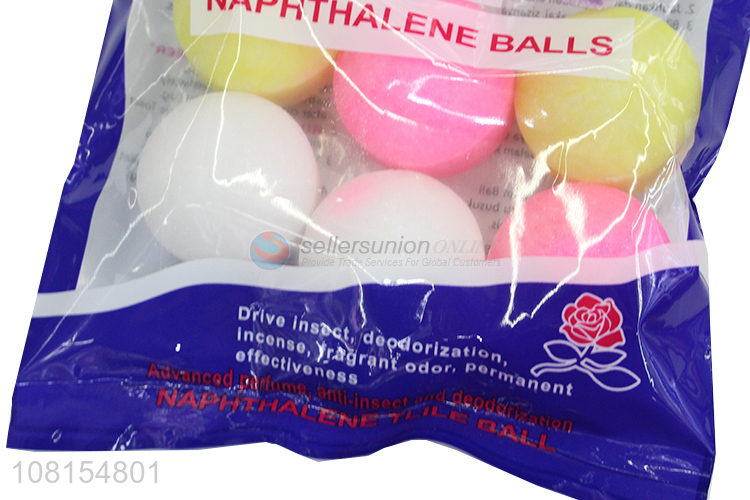 NAPHTHALENE BALLS
sellersunion ONLINE
Provide Trade Services For Global Customers
Drive insect, deodorization,
incense, fragrant odor, permanent
effectiveness
Advanced perfume, anti-insect and deodorization
NAPHTHALENE TLILE BALL
108154801